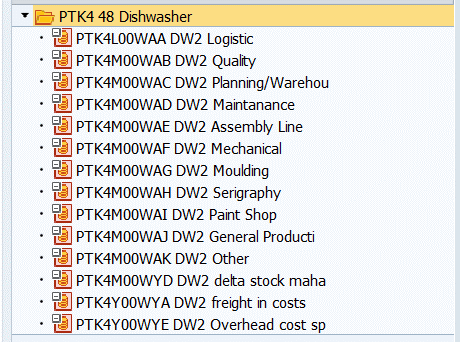 PTK4 48 Dishwasher
PTK4L00WAA DW2 Logistic
PTK4M00WAB DW2 Quality
PTK4M00WAC DW2 Planning/Warehou
PTK4M00WAD DW2 Maintanance
PTK4M00WAE DW2 Assembly Line
PTK4M00WAF DW2 Mechanical
PTK4M00WAG DW2 Moulding
PTK4M00WAH DW2 Serigraphy
PTK4M00WAI DW2 Paint Shop
PTK4M00WAJ DW2 General Producti
PTK4M00WAK DW2 Other
PTK4M00WYD DW2 delta stock maha
PTK4Y00WYA DW2 freight in costs
PTK4Y00WYE DW2 Overhead cost sp